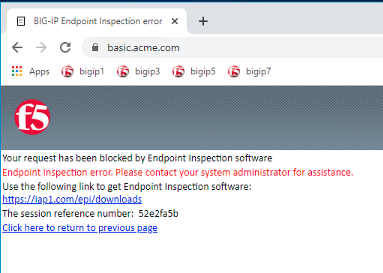 BIG-IP Endpoint Inspection error
basic.acme.com
Apps bigip1 bigip3 bigip5 bigip7
f5
Your request has been blocked by Endpoint Inspection software
Endpoint Inspection error. Please contact your system administrator for assistance.
Use the following link to get Endpoint Inspection software:
https://iap1.com/epi/downloads
The session reference number: 52e2fa5b
Click here to return to previous page